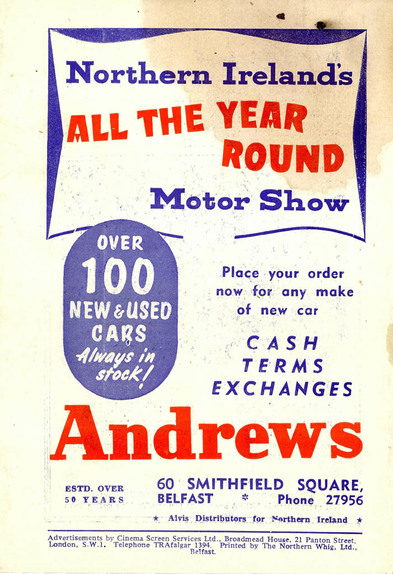 Northern Ireland's
ALL THE YEAR
ROUND
Motor Show
OVER
100
NEW & USED
CARS
Always in
stock!
Place your order
now for any make
of new car
CASH
TERMS
EXCHANGES
Andrews
ESTD. OVER
50 YEARS
60 SMITHFIELD SQUARE,
BELFAST * Phone 27956
★ Alvis Distributors for Northern Ireland ★
Advertisements by Cinema Screen Services Ltd., Broadmead House, 21 Panton Street,
London, S.W.1. Telephone TRAfalgar 1394. Printed by The Northern Whig, Ltd.,
Belfast.